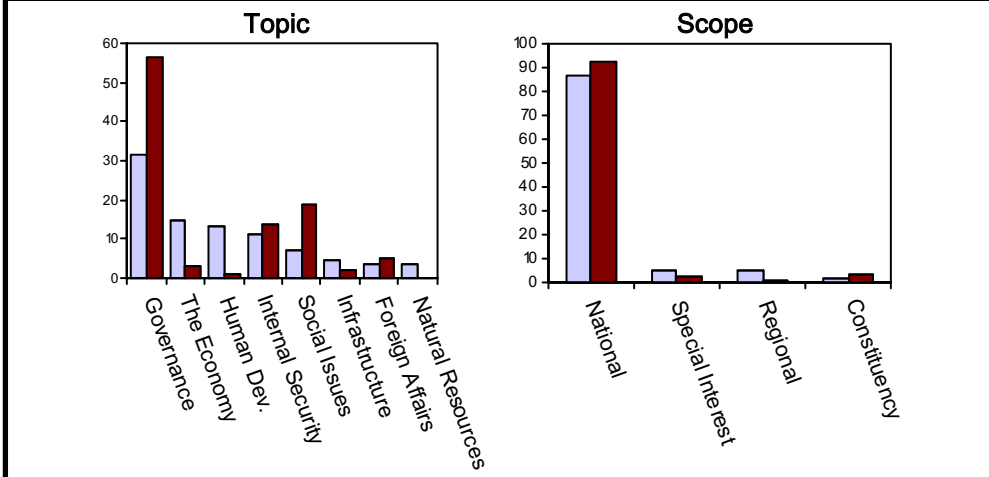 Topic
60
50
40
30
20
10
0
Governance
The Economy
Human Dev.
Internal Security
Social Issues
Infrastructure
Foreign Affairs
Natural Resources
Scope
100
90
80
70
60
50
40
30
20
10
0
National
Special Interest
Regional
Constituency